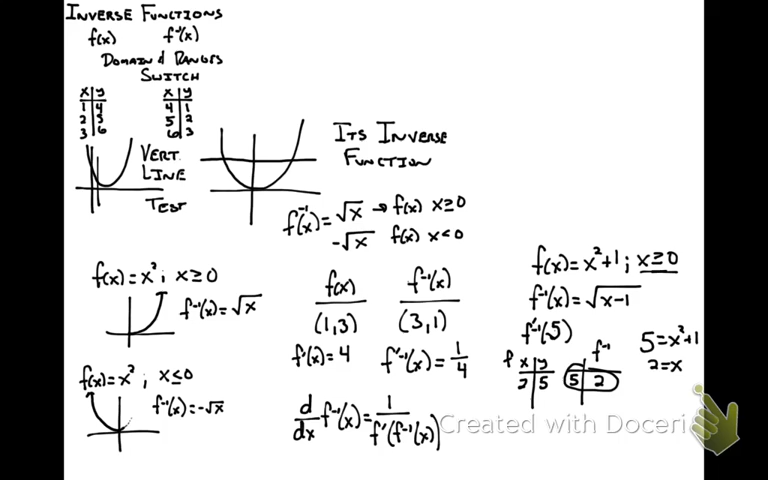 INVERSE FUNCTIONS
f(x) f⁻¹(x)
DOMAIN & RANGES
SWITCH
x y x y
1 4 4 1
2 5 5 2
3 6 6 3
VERT.
LINE
TEST
ITS INVERSE
FUNCTION
f⁻¹(x) = √x → f(x) x ≥ 0
-√x f(x) x < 0
f(x) = x² ; x ≥ 0
f⁻¹(x) = √x
f(x) = x² ; x ≤ 0
f⁻¹(x) = -√x
f(x) f⁻¹(x)
(1,3) (3,1)
f'(x) = 4 f'⁻¹(x) = 1/4
d/dx f⁻¹(x) = 1/f'(f⁻¹(x))
f(x) = x² + 1 ; x ≥ 0
f⁻¹(x) = √x-1
f⁻¹(5)
5 = x² + 1
2 = x
f x y f⁻¹
2 5 5 2
Created with Doceri